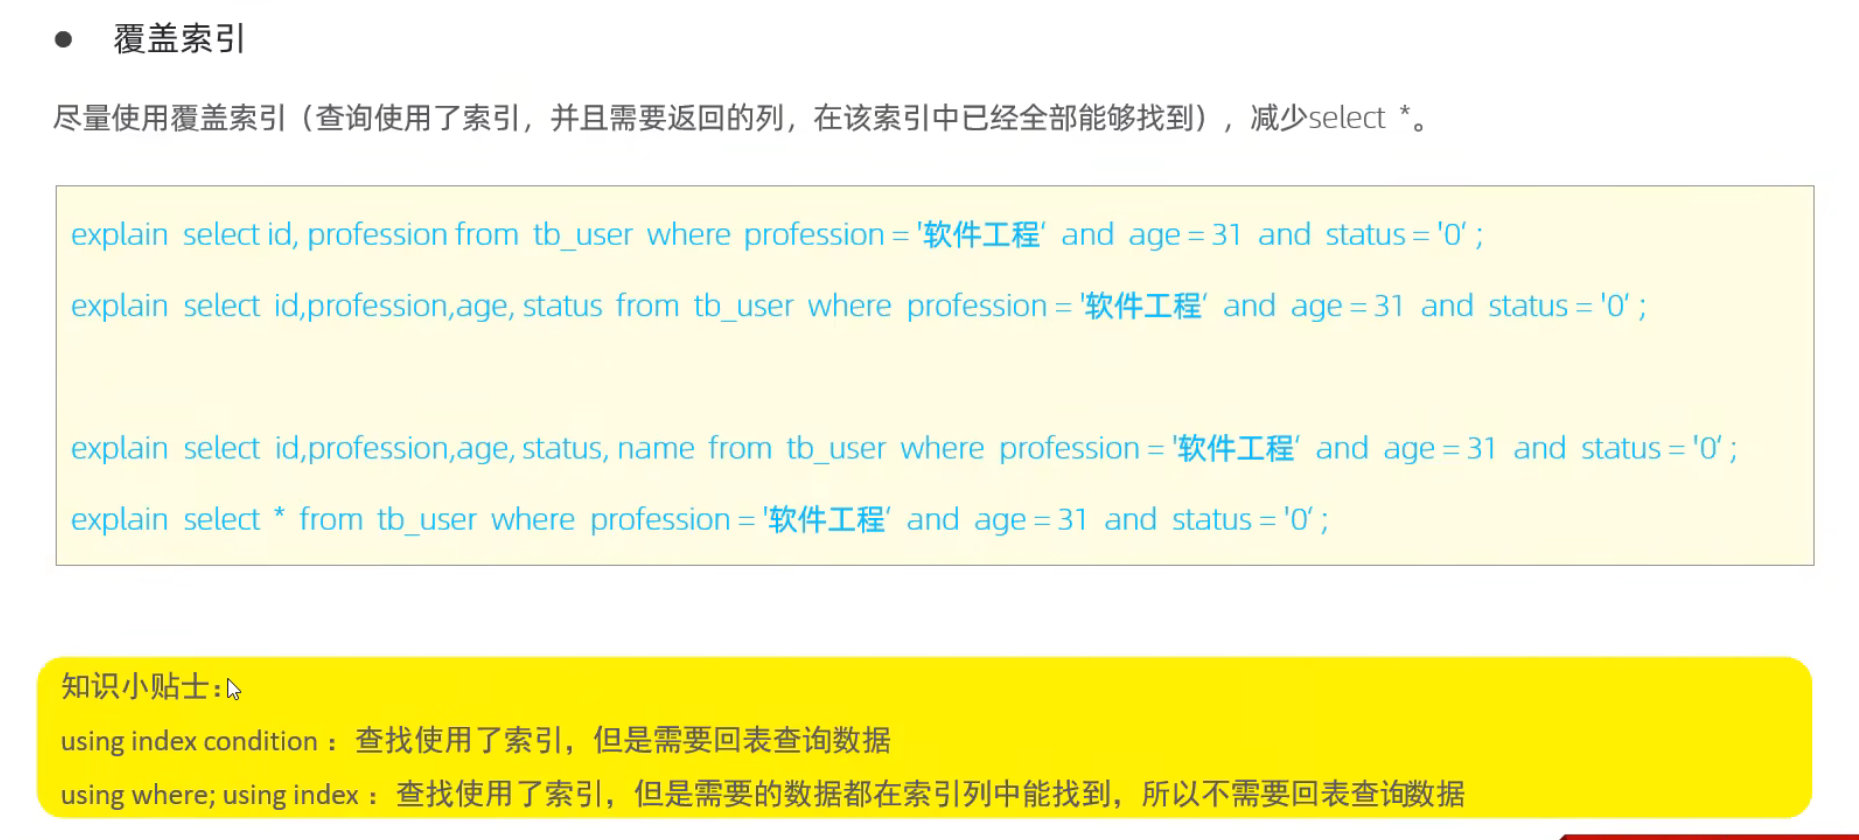 ● 覆盖索引
尽量使用覆盖索引（查询使用了索引，并且需要返回的列，在该索引中已经全部能够找到），减少select *。
explain select id, profession from tb_user where profession = '软件工程‘ and age = 31 and status = '0‘ ;
explain select id,profession,age, status from tb_user where profession = '软件工程‘ and age = 31 and status = '0‘ ;
explain select id,profession,age, status, name from tb_user where profession = '软件工程‘ and age = 31 and status = '0‘ ;
explain select * from tb_user where profession = '软件工程‘ and age = 31 and status = '0‘ ;
知识小贴士：
using index condition ：查找使用了索引，但是需要回表查询数据
using where; using index ：查找使用了索引，但是需要的数据都在索引列中能找到，所以不需要回表查询数据